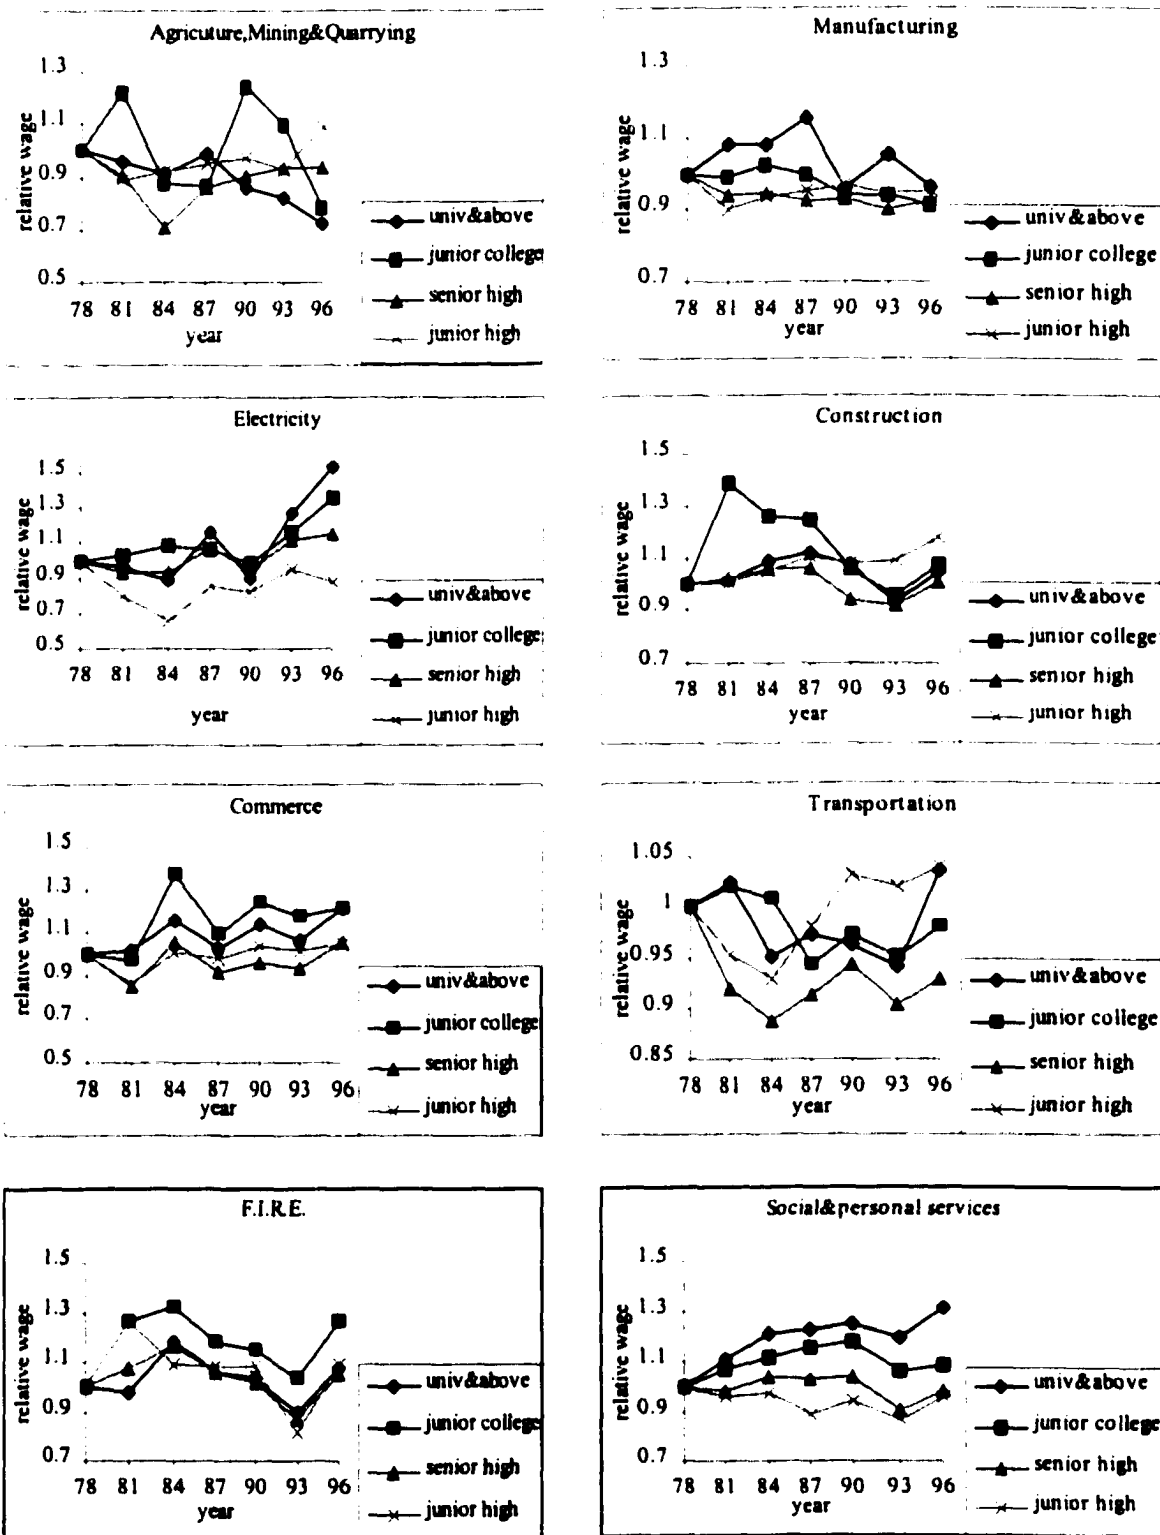 Agricuture,Mining&Quarrying
1.3
1.1
0.9
0.7
0.5
relative wage
78 81 84 87 90 93 96
year
univ&above
junior college
senior high
junior high
Manufacturing
1.3
1.1
0.9
0.7
relative wage
78 81 84 87 90 93 96
year
univ&above
junior college
senior high
junior high
Electricity
1.5
1.3
1.1
0.9
0.7
0.5
relative wage
78 81 84 87 90 93 96
year
univ&above
junior college
senior high
junior high
Construction
1.5
1.3
1.1
0.9
0.7
relative wage
78 81 84 87 90 93 96
year
univ&above
junior college
senior high
junior high
Commerce
1.5
1.3
1.1
0.9
0.7
0.5
relative wage
78 81 84 87 90 93 96
year
univ&above
junior college
senior high
junior high
Transportation
1.05
1
0.95
0.9
0.85
relative wage
78 81 84 87 90 93 96
year
univ&above
junior college
senior high
junior high
F.I.R.E.
1.5
1.3
1.1
0.9
0.7
relative wage
78 81 84 87 90 93 96
year
univ&above
junior college
senior high
junior high
Social&personal services
1.5
1.3
1.1
0.9
0.7
relative wage
78 81 84 87 90 93 96
year
univ&above
junior college
senior high
junior high